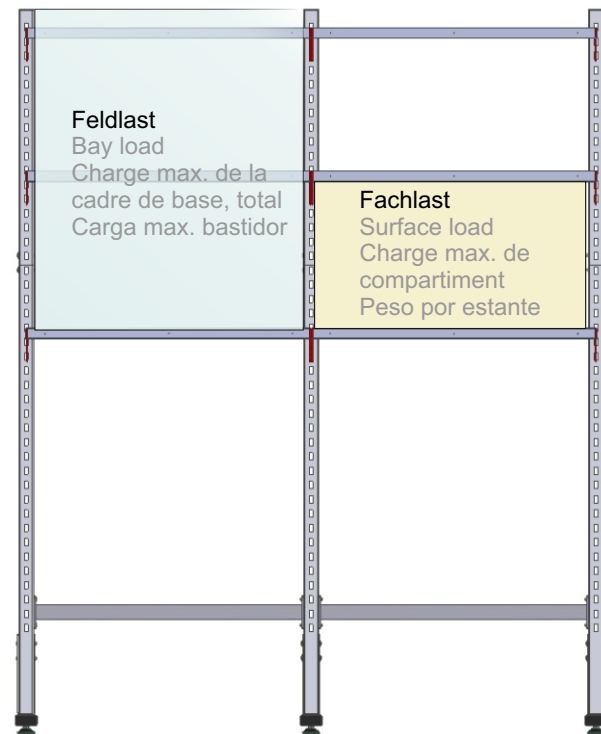 Feldlast
Bay load
Charge max. de la
cadre de base, total
Carga max. bastidor
Fachlast
Surface load
Charge max. de
compartiment
Peso por estante